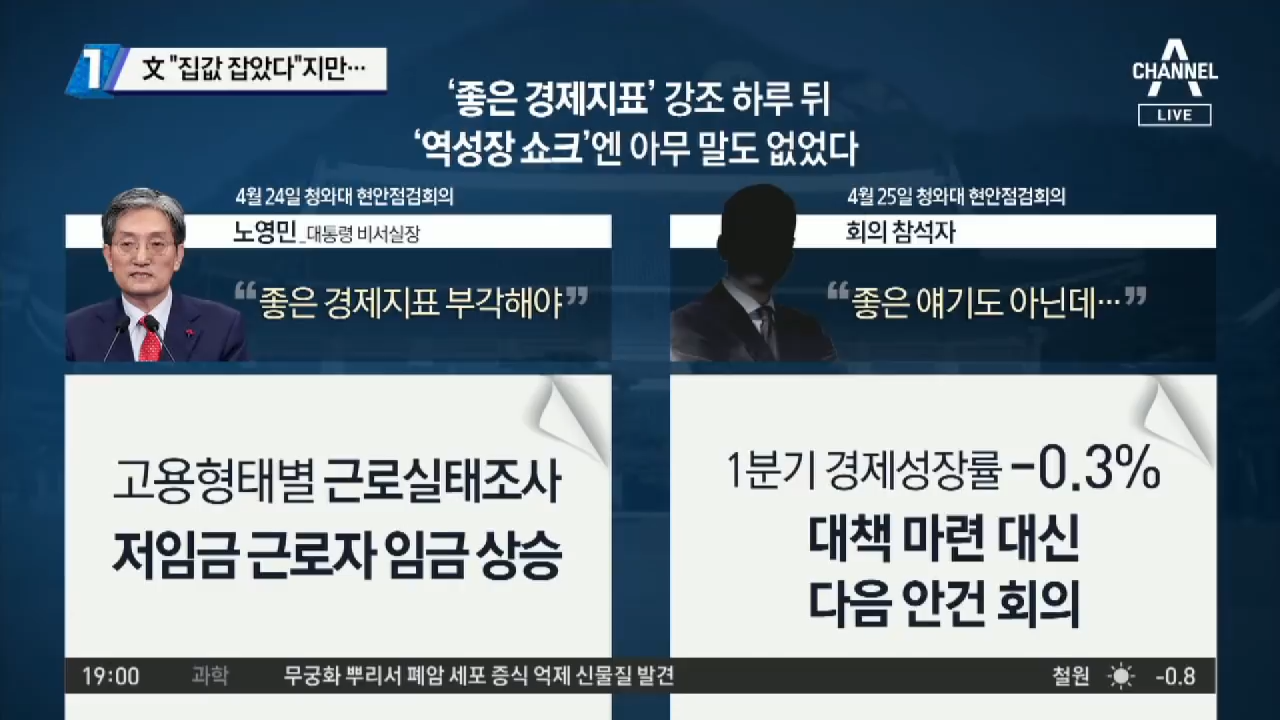 1 文 "집값 잡았다"지만…
CHANNEL A
LIVE
‘좋은 경제지표’ 강조 하루 뒤
‘역성장 쇼크’엔 아무 말도 없었다
4월 24일 청와대 현안점검회의
노영민_대통령 비서실장
“좋은 경제지표 부각해야”
고용형태별 근로실태조사
저임금 근로자 임금 상승
4월 25일 청와대 현안점검회의
회의 참석자
“좋은 얘기도 아닌데…”
1분기 경제성장률 -0.3%
대책 마련 대신
다음 안건 회의
19:00 과학 무궁화 뿌리서 폐암 세포 증식 억제 신물질 발견 철원 -0.8